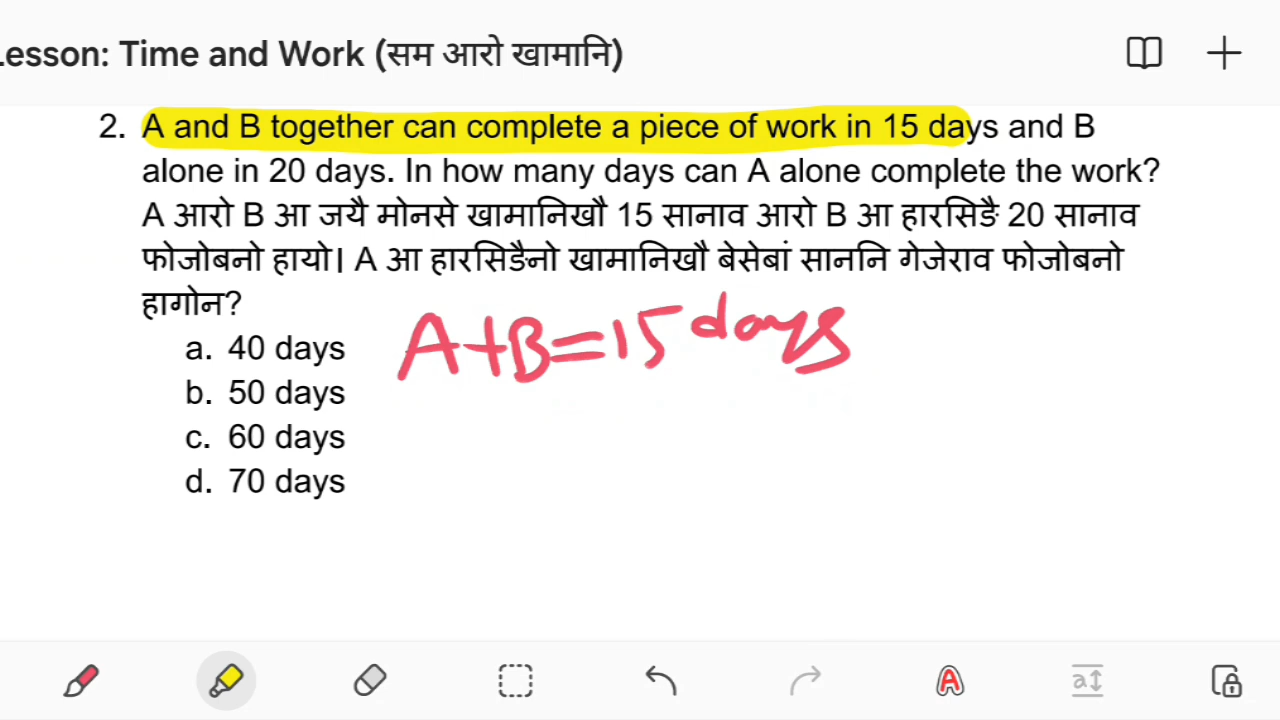 Lesson: Time and Work (सम आरो खामानि)
2. A and B together can complete a piece of work in 15 days and B
alone in 20 days. In how many days can A alone complete the work?
A आरो B आ जयै मोनसे खामानिखौ 15 सानाव आरो B आ हारसिङै 20 सानाव
फोजोबनो हायो। A आ हारसिङैनो खामानिखौ बेसेबां साननि गेजेराव फोजोबनो
हागोन?
A+B=15 days
a. 40 days
b. 50 days
c. 60 days
d. 70 days
A a